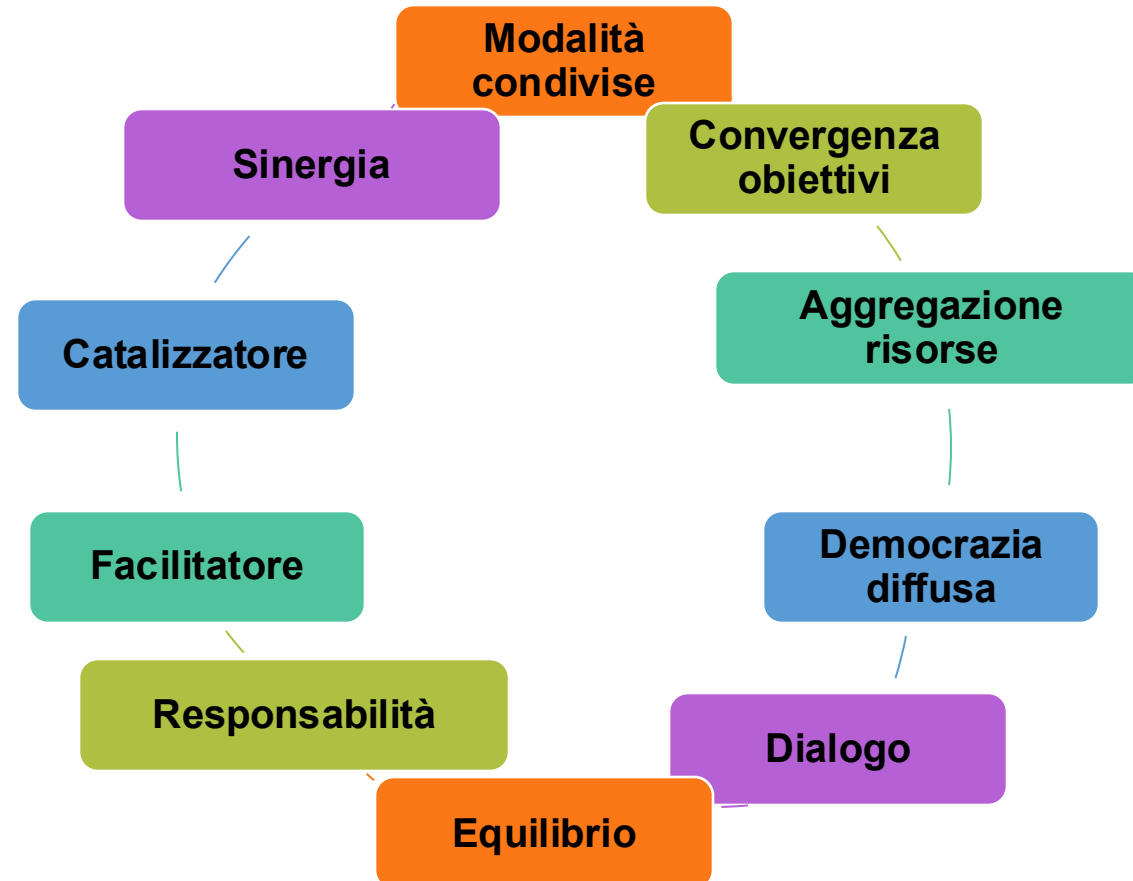 Modalità
condivise
Convergenza
obiettivi
Aggregazione
risorse
Democrazia
diffusa
Dialogo
Equilibrio
Responsabilità
Facilitatore
Catalizzatore
Sinergia